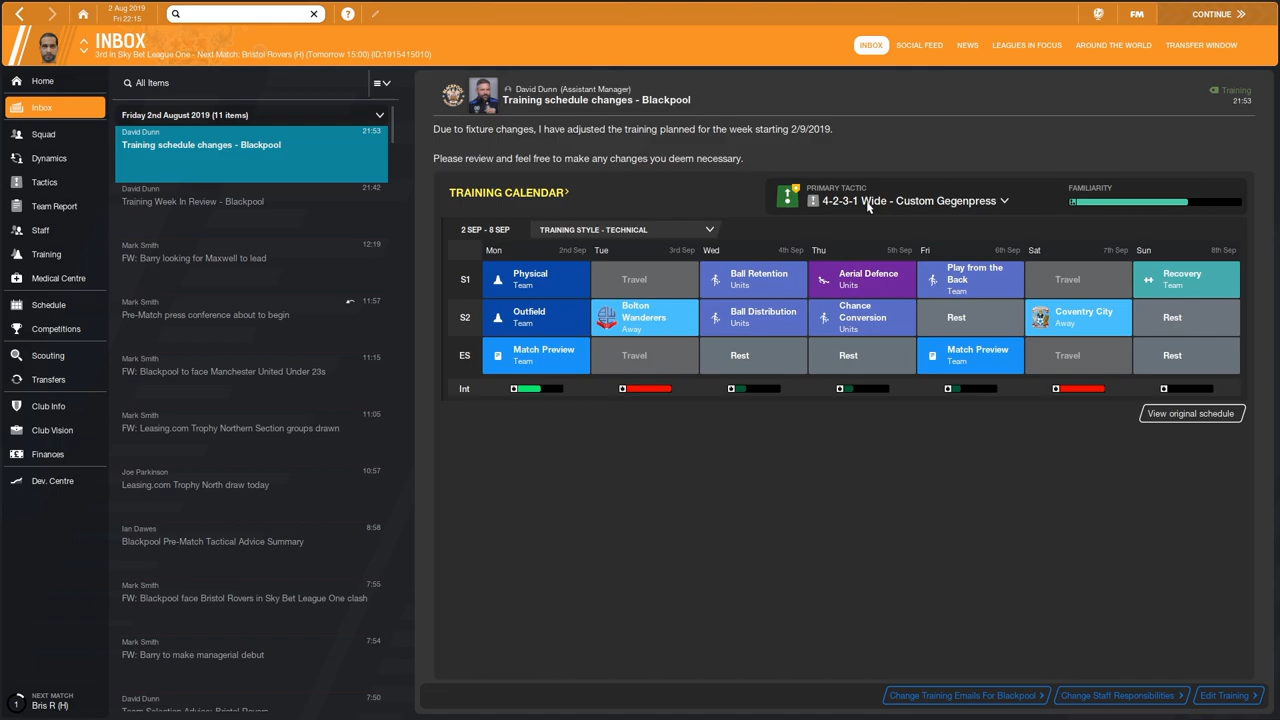 2 Aug 2019
Fri 22:15
FM
CONTINUE
INBOX
3rd in Sky Bet League One - Next Match: Bristol Rovers (H) (Tomorrow 15:00) (ID:1915415010)
INBOX
SOCIAL FEED
NEWS
LEAGUES IN FOCUS
AROUND THE WORLD
TRANSFER WINDOW
Home
Inbox
Squad
Dynamics
Tactics
Team Report
Staff
Training
Medical Centre
Schedule
Competitions
Scouting
Transfers
Club Info
Club Vision
Finances
Dev. Centre
NEXT MATCH
1 Bris R (H)
All Items
Friday 2nd August 2019 (11 items)
David Dunn 21:53
Training schedule changes - Blackpool
David Dunn 21:42
Training Week In Review - Blackpool
Mark Smith 12:19
FW: Barry looking for Maxwell to lead
Mark Smith 11:57
Pre-Match press conference about to begin
Mark Smith 11:15
FW: Blackpool to face Manchester United Under 23s
Mark Smith 11:05
FW: Leasing.com Trophy Northern Section groups drawn
Joe Parkinson 10:57
Leasing.com Trophy North draw today
Ian Dawes 8:58
Blackpool Pre-Match Tactical Advice Summary
Mark Smith 7:55
FW: Blackpool face Bristol Rovers in Sky Bet League One clash
Mark Smith 7:54
FW: Barry to make managerial debut
David Dunn 7:50
Team Selection Advice: Bristol Rovers
David Dunn (Assistant Manager)
Training schedule changes - Blackpool
Training
21:53
Due to fixture changes, I have adjusted the training planned for the week starting 2/9/2019.
Please review and feel free to make any changes you deem necessary.
TRAINING CALENDAR>
PRIMARY TACTIC
4-2-3-1 Wide - Custom Gegenpress
FAMILIARITY
2 SEP - 8 SEP
TRAINING STYLE - TECHNICAL
Mon 2nd Sep Tue 3rd Sep Wed 4th Sep Thu 5th Sep Fri 6th Sep Sat 7th Sep Sun 8th Sep
S1
Physical
Team
Travel
Ball Retention
Units
Aerial Defence
Units
Play from the
Back
Team
Travel
Recovery
Team
S2
Outfield
Team
Bolton
Wanderers
Away
Ball Distribution
Units
Chance
Conversion
Units
Rest
Coventry City
Away
Rest
ES
Match Preview
Team
Travel
Rest
Rest
Match Preview
Team
Travel
Rest
Int
View original schedule
Change Training Emails For Blackpool >
Change Staff Responsibilities >
Edit Training >